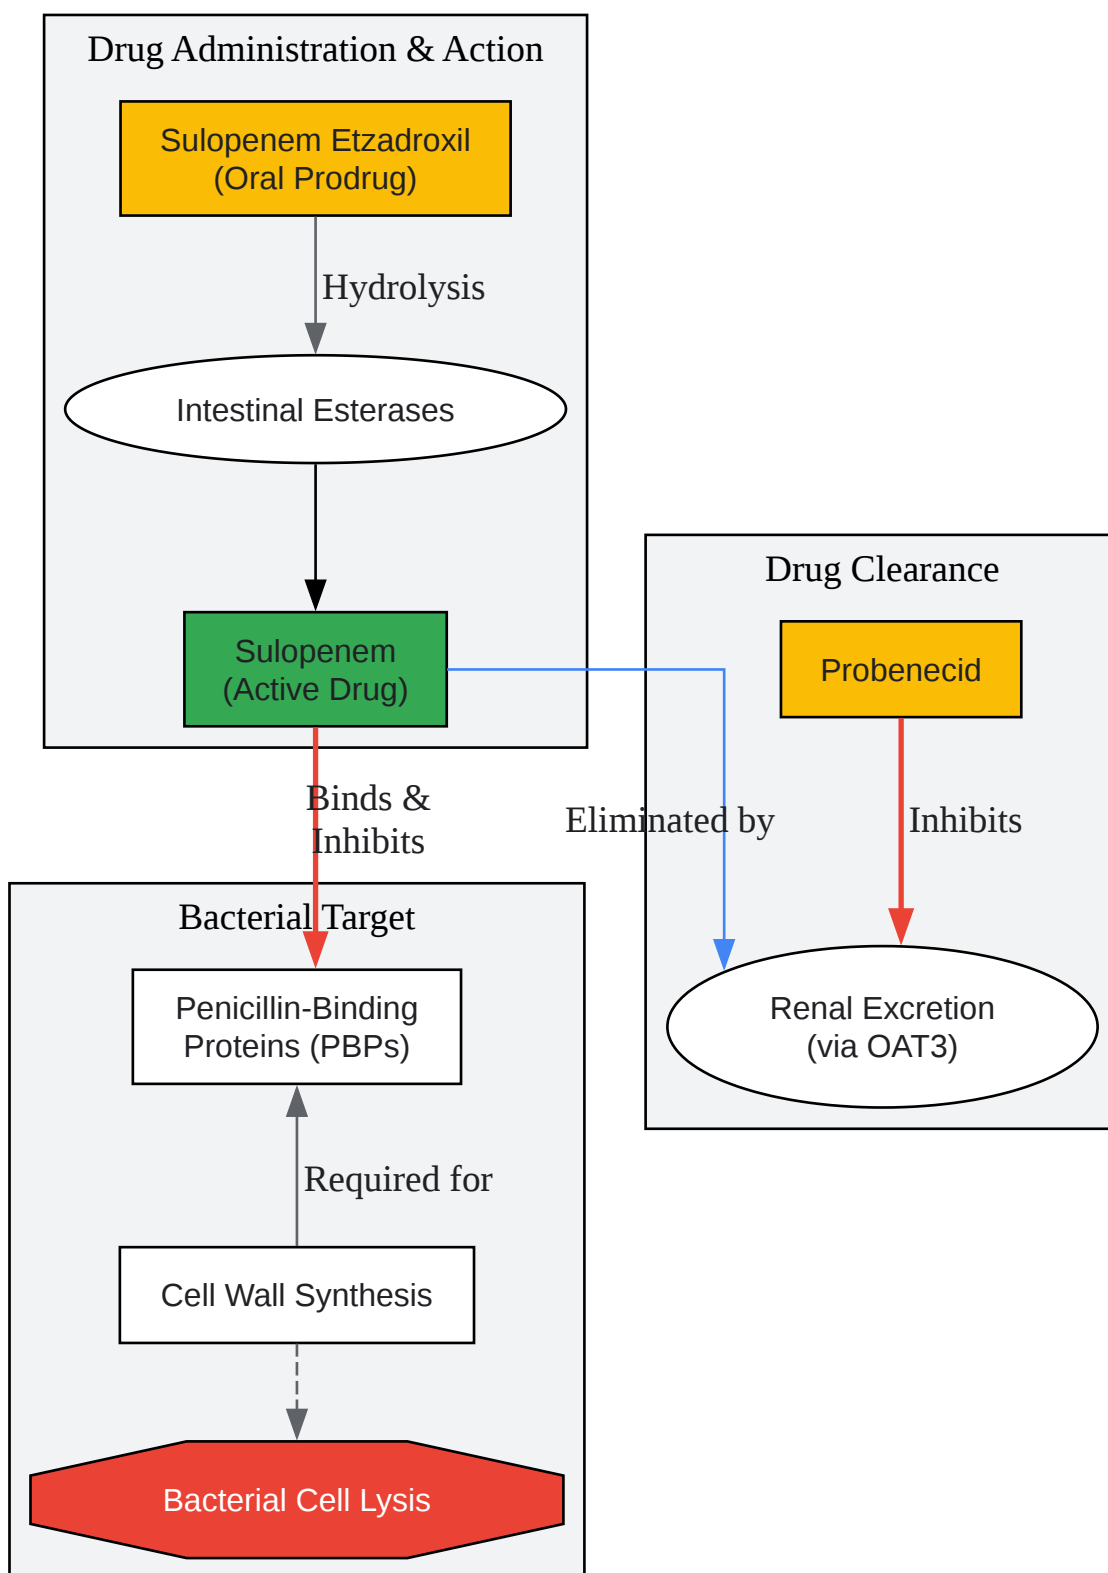 Drug Administration & Action
Sulopenem Etzadroxil
(Oral Prodrug)
Hydrolysis
Intestinal Esterases
Sulopenem
(Active Drug)
Binds &
Inhibits
Drug Clearance
Probenecid
Eliminated by
Inhibits
Renal Excretion
(via OAT3)
Bacterial Target
Penicillin-Binding
Proteins (PBPs)
Required for
Cell Wall Synthesis
Bacterial Cell Lysis